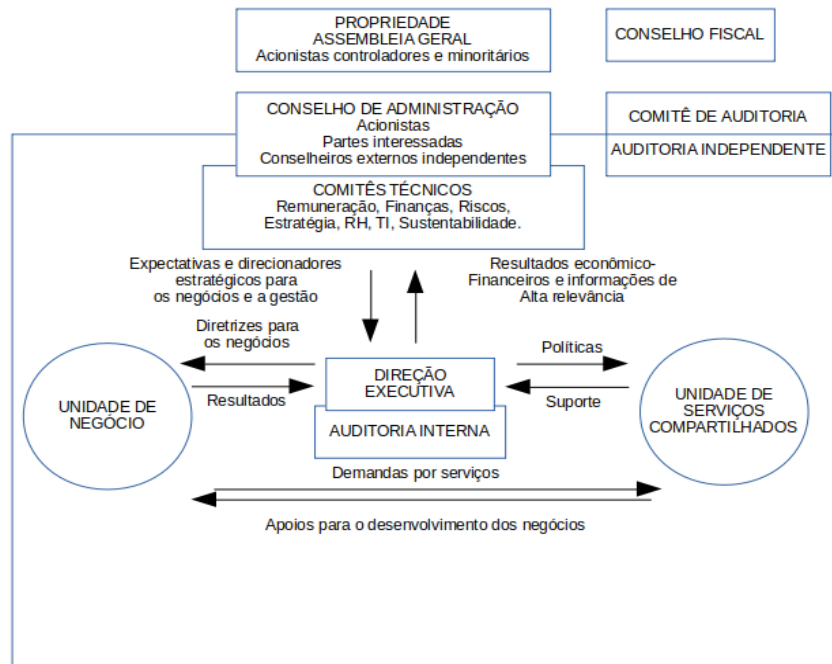 PROPRIEDADE
ASSEMBLEIA GERAL
Acionistas controladores e minoritários
CONSELHO FISCAL
CONSELHO DE ADMINISTRAÇÃO
Acionistas
Partes interessadas
Conselheiros externos independentes
COMITÊ DE AUDITORIA
AUDITORIA INDEPENDENTE
COMITÊS TÉCNICOS
Remuneração, Finanças, Riscos,
Estratégia, RH, TI, Sustentabilidade.
Expectativas e direcionadores
estratégicos para
os negócios e a gestão
Resultados econômico-
Financeiros e informações de
Alta relevância
Diretrizes para
os negócios
Resultados
UNIDADE DE
NEGÓCIO
DIREÇÃO
EXECUTIVA
AUDITORIA INTERNA
Políticas
Suporte
UNIDADE DE
SERVIÇOS
COMPARTILHADOS
Demandas por serviços
Apoios para o desenvolvimento dos negócios